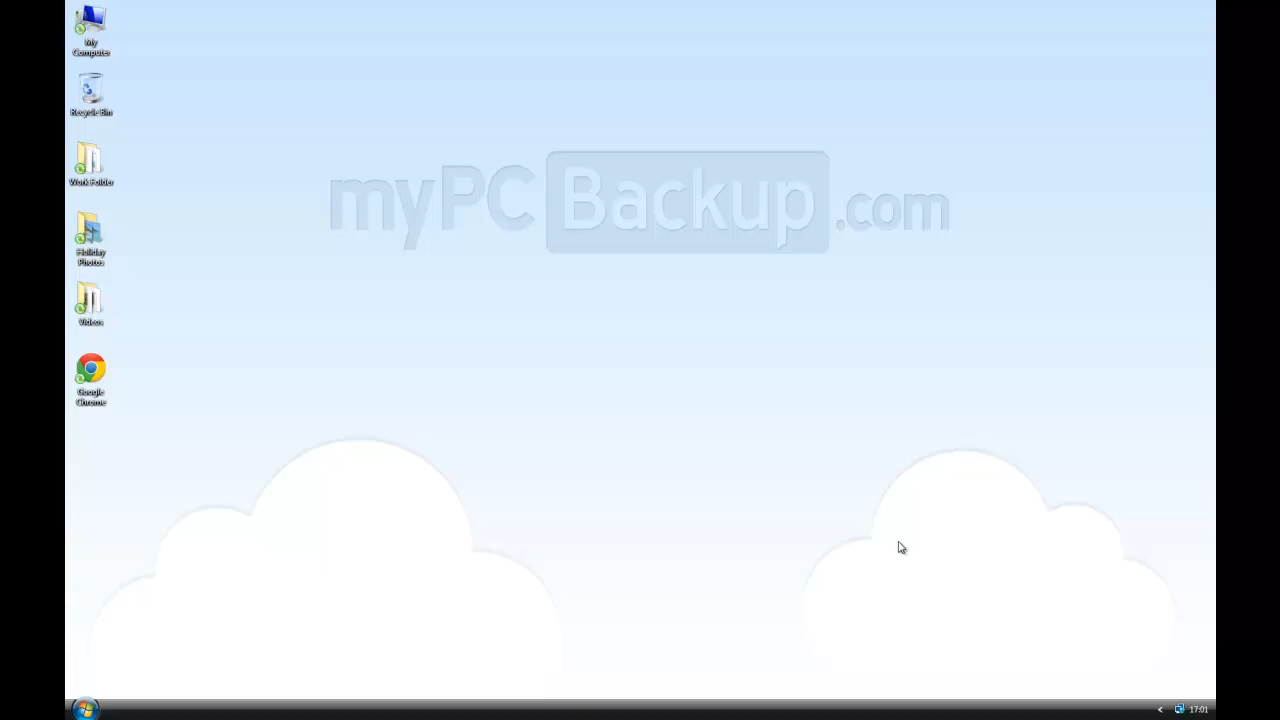 My
Computer
Recycle Bin
Work Folder
Holiday
Photos
Videos
Google
Chrome
myPC Backup .com
17:01